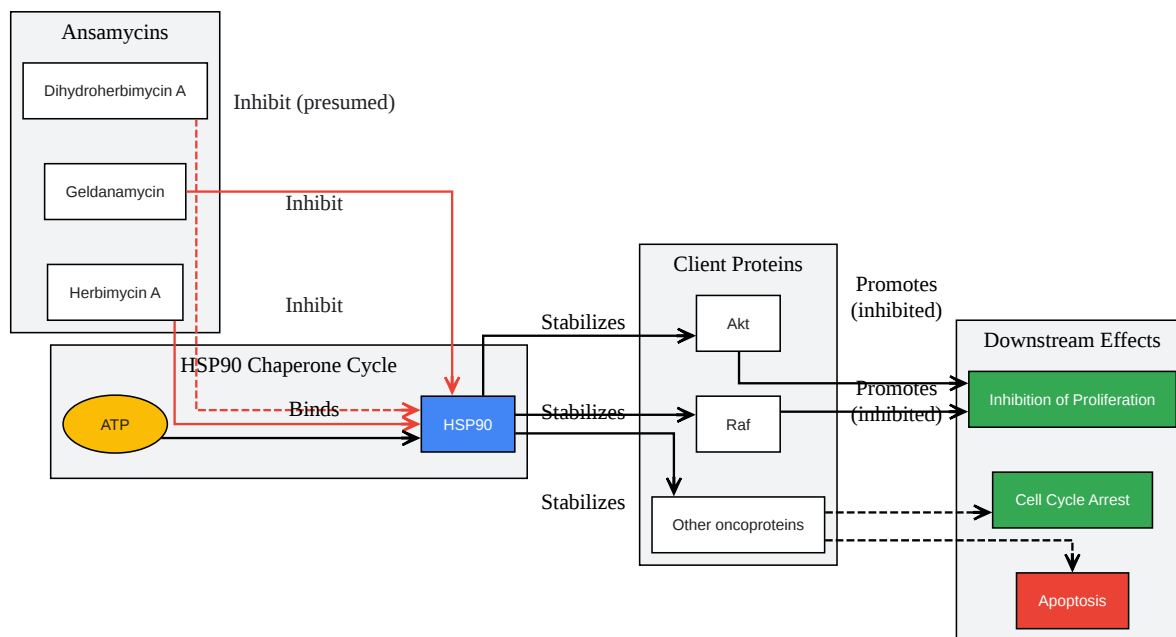 Ansamycins
Dihydroherbimycin A
Inhibit (presumed)
Geldanamycin
Inhibit
Herbimycin A
Inhibit
HSP90 Chaperone Cycle
ATP
Binds
HSP90
Stabilizes
Stabilizes
Stabilizes
Client Proteins
Akt
Raf
Other oncoproteins
Promotes
(inhibited)
Promotes
(inhibited)
Downstream Effects
Inhibition of Proliferation
Cell Cycle Arrest
Apoptosis